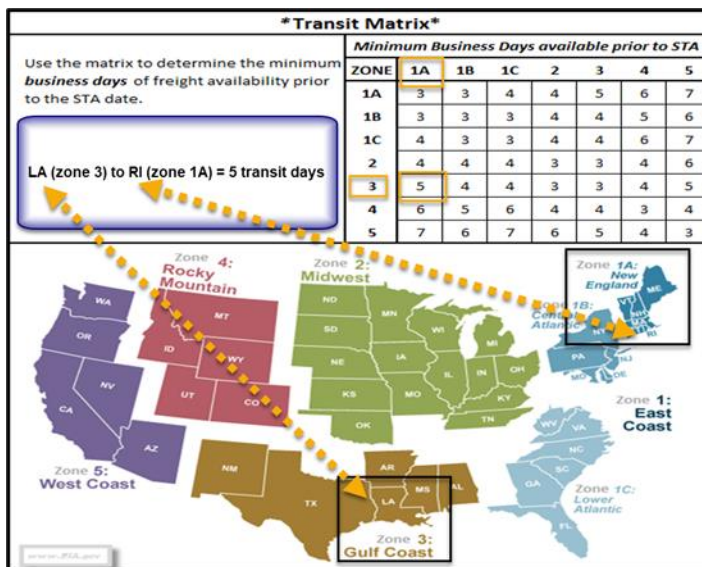 *Transit Matrix*
Use the matrix to determine the minimum
business days of freight availability prior
to the STA date.
LA (zone 3) to RI (zone 1A) = 5 transit days
Minimum Business Days available prior to STA
ZONE 1A 1B 1C 2 3 4 5
1A 3 3 4 4 5 6 7
1B 3 3 3 4 4 5 6
1C 4 3 3 4 4 6 7
2 4 4 4 3 3 4 6
3 5 4 4 3 3 4 5
4 6 5 6 4 4 3 4
5 7 6 7 6 5 4 3
Zone 4:
Rocky
Mountain
Zone 2:
Midwest
Zone 1A:
New
England
Zone 1B:
Central
Atlantic
Zone 1:
East
Coast
Zone 1C:
Lower
Atlantic
Zone 5:
West Coast
Zone 3:
Gulf Coast
WA
OR
CA
NV
AZ
MT
ID
WY
UT
CO
ND
SD
NE
KS
OK
MN
IA
MO
WI
IL
MI
IN
OH
KY
TN
NM
TX
AR
LA
MS
AL
ME
VT
NH
RI
NY
PA
NJ
DE
WV
VA
NC
SC
GA
FL